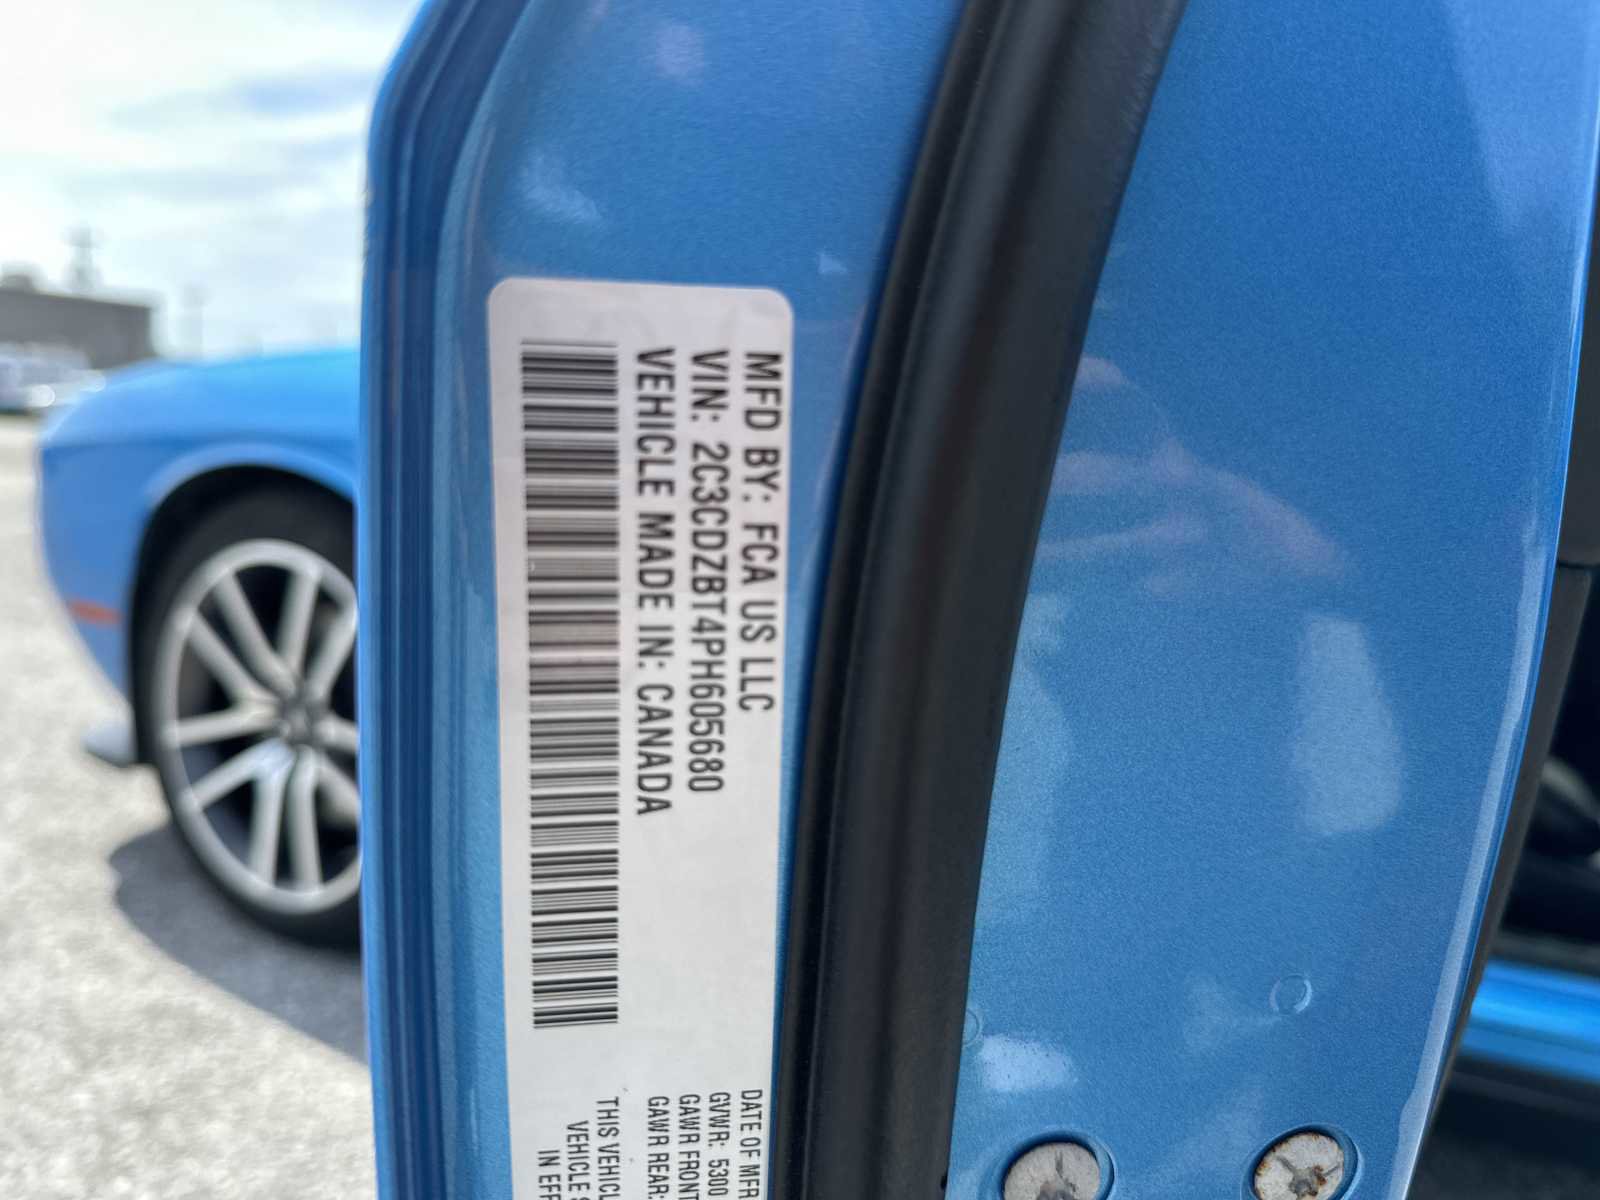 MFD BY: FCA US LLC
VIN: 2C3CDZBT4PH605680
VEHICLE MADE IN: CANADA
DATE OF MFR
GVWR: 5300
GAWR FRONT
GAWR REAR:
THIS VEHICL
VEHICLE S
IN EFF